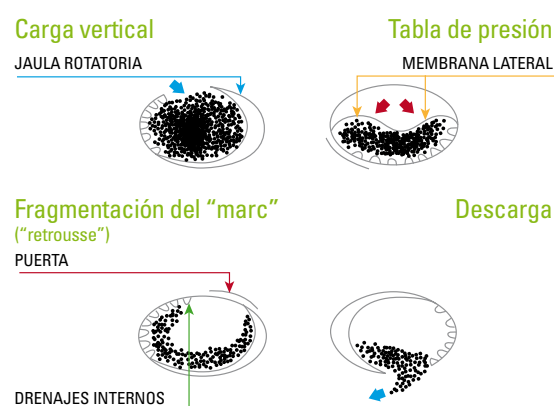 Carga vertical
JAULA ROTATORIA
Tabla de presión
MEMBRANA LATERAL
Fragmentación del “marc”
(“retrousse”)
PUERTA
DRENAJES INTERNOS
Descarga